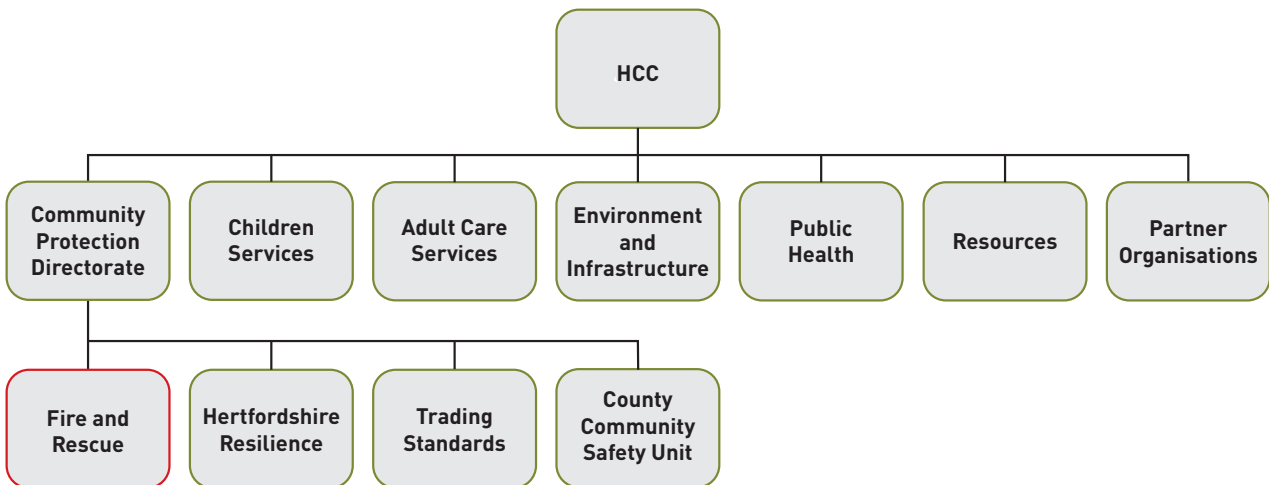 HCC
Community
Protection
Directorate
Children
Services
Adult Care
Services
Environment
and
Infrastructure
Public
Health
Resources
Partner
Organisations
Fire and
Rescue
Hertfordshire
Resilience
Trading
Standards
County
Community
Safety Unit